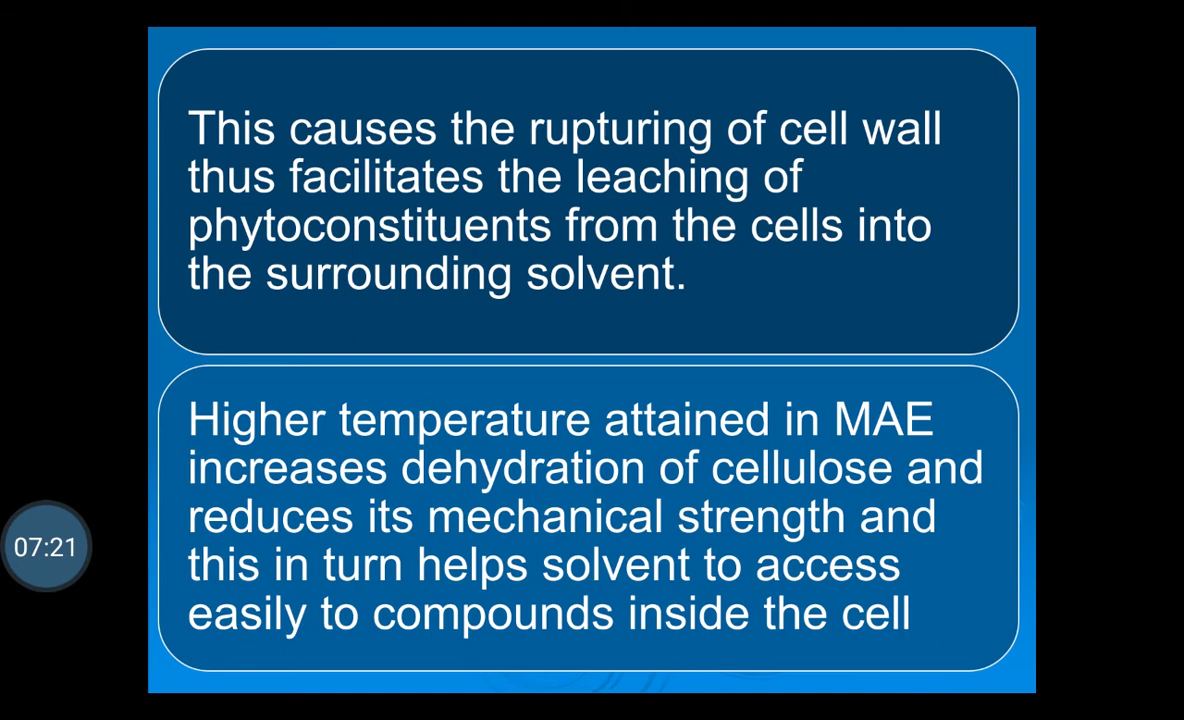 This causes the rupturing of cell wall
thus facilitates the leaching of
phytoconstituents from the cells into
the surrounding solvent.
Higher temperature attained in MAE
increases dehydration of cellulose and
reduces its mechanical strength and
this in turn helps solvent to access
easily to compounds inside the cell
07:21